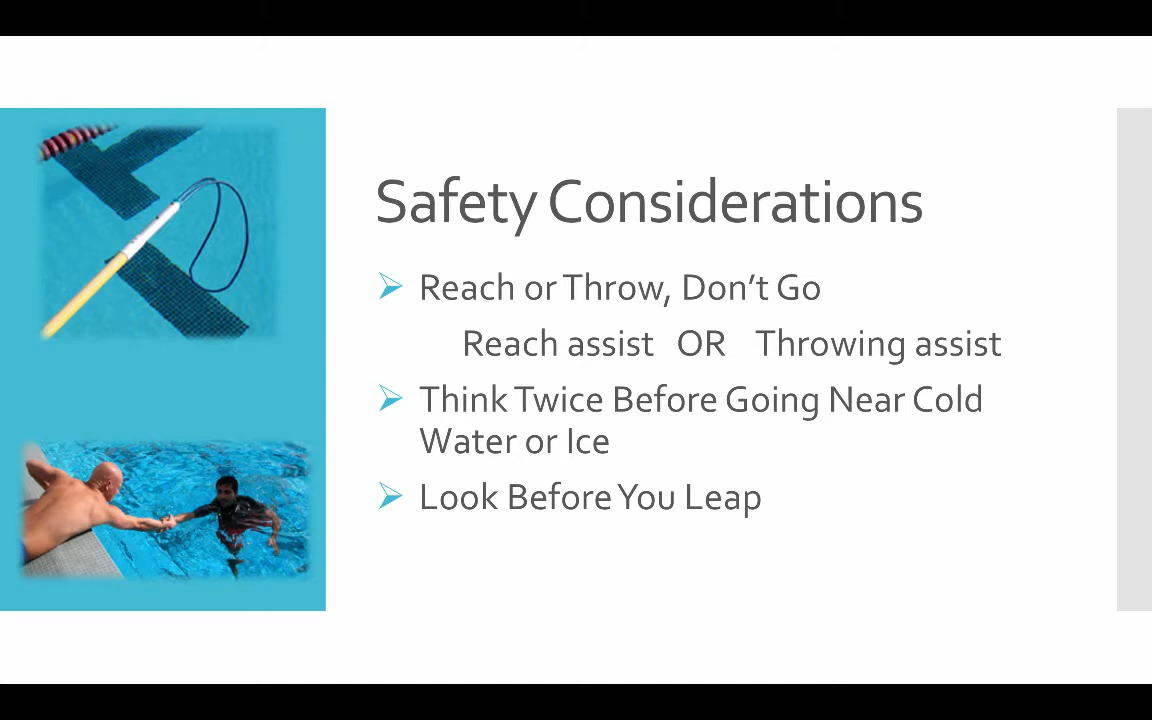 Safety Considerations
Reach or Throw, Don’t Go
Reach assist OR Throwing assist
Think Twice Before Going Near Cold
Water or Ice
Look Before You Leap